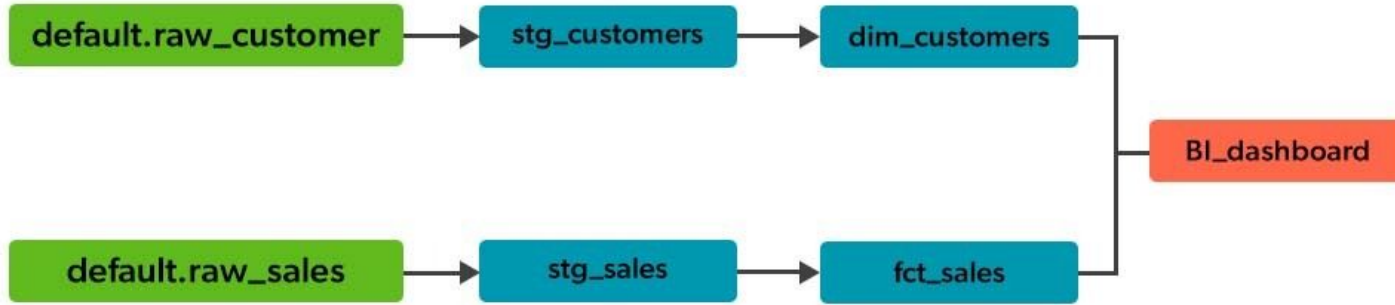 default.raw_customer
stg_customers
dim_customers
BI_dashboard
default.raw_sales
stg_sales
fct_sales